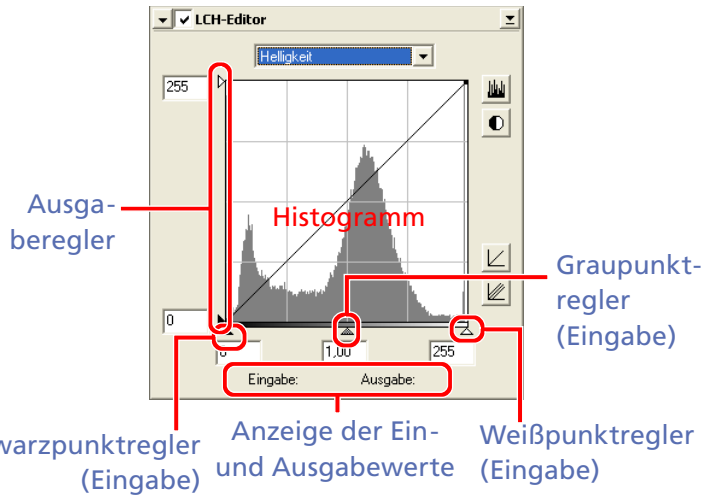 LCH-Editor
Helligkeit
255
Ausga-
beregler
Histogramm
Graupunkt-
regler
(Eingabe)
0
1,00
255
Eingabe: Ausgabe:
warzpunktregler
(Eingabe)
Anzeige der Ein-
und Ausgabewerte
Weißpunktregler
(Eingabe)